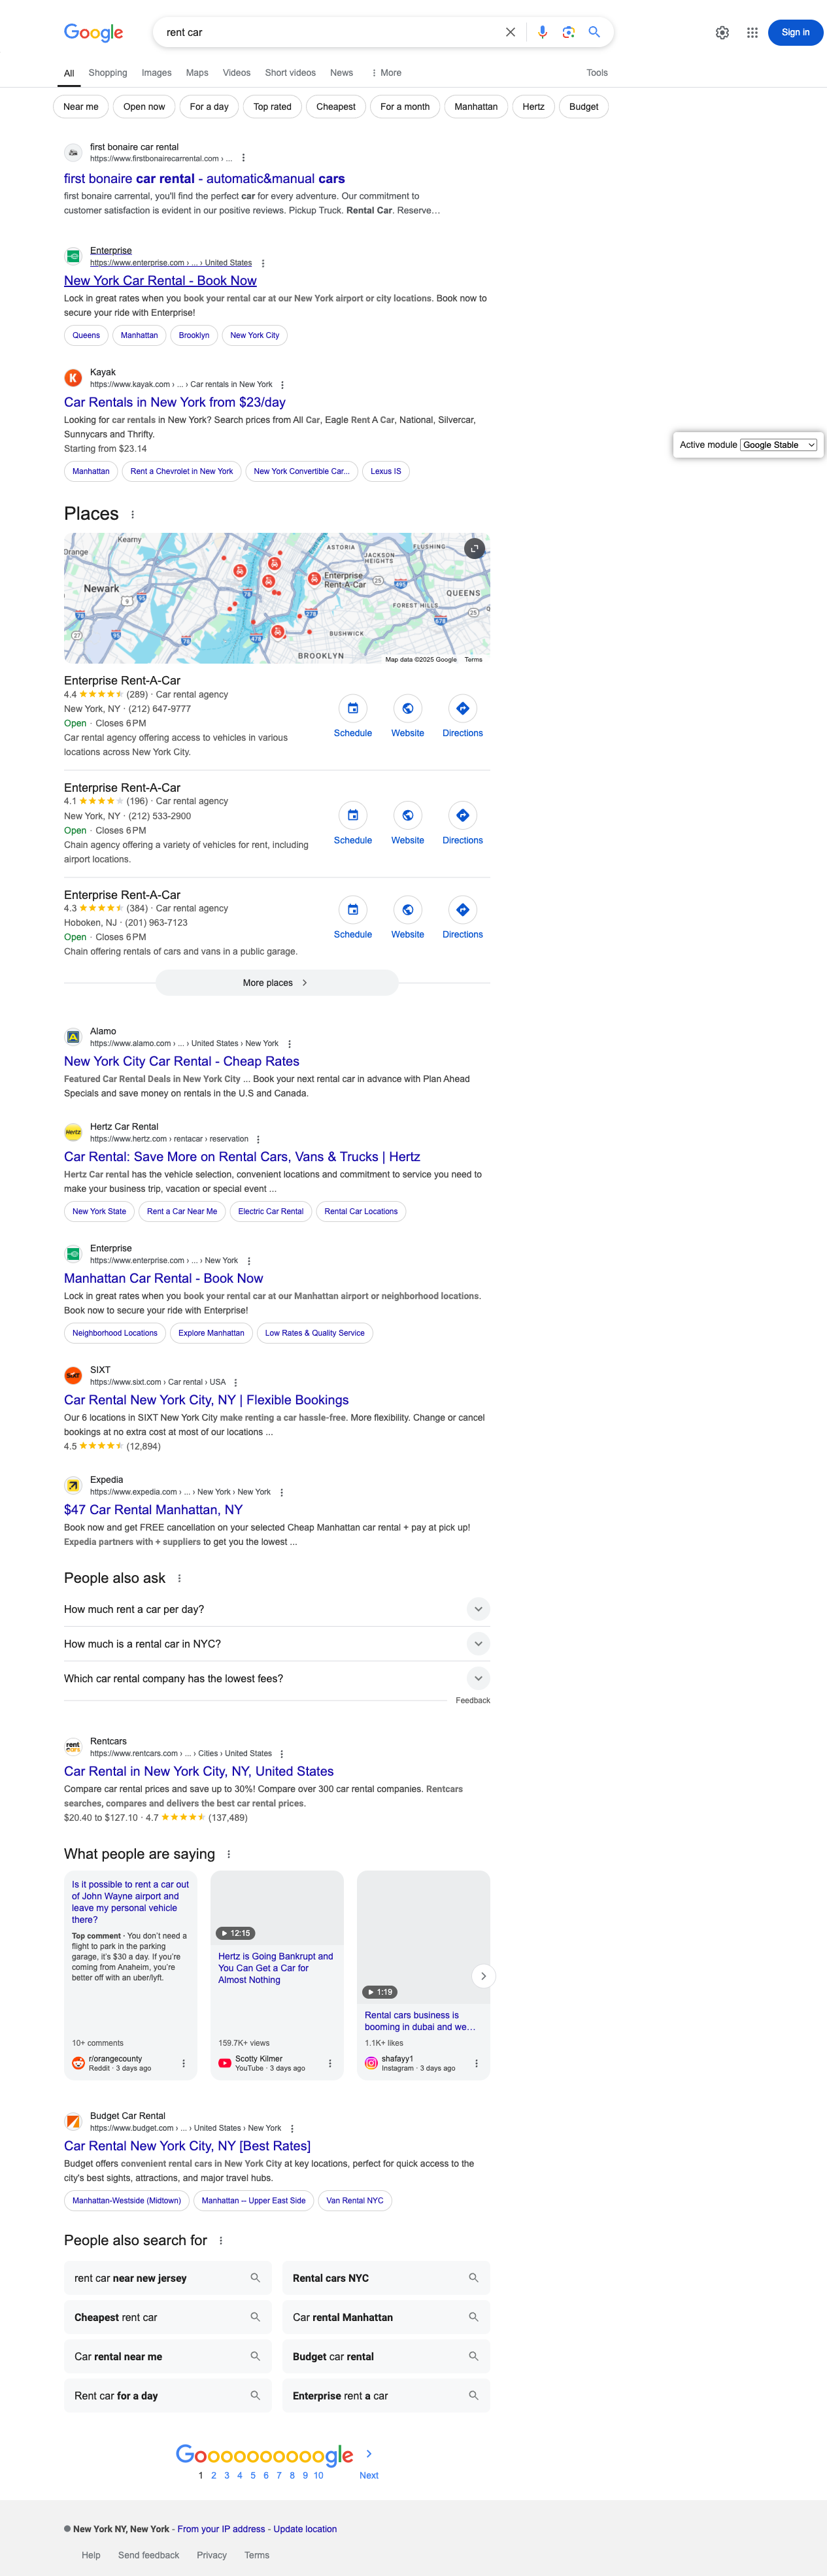 Google
rent car
Sign in
All Shopping Images Maps Videos Short videos News More Tools
Near me Open now For a day Top rated Cheapest For a month Manhattan Hertz Budget
first bonaire car rental
https://www.firstbonairecarrental.com › ...
first bonaire car rental - automatic&manual cars
first bonaire carrental, you'll find the perfect car for every adventure. Our commitment to
customer satisfaction is evident in our positive reviews. Pickup Truck. Rental Car. Reserve…
Enterprise
https://www.enterprise.com › ... › United States
New York Car Rental - Book Now
Lock in great rates when you book your rental car at our New York airport or city locations. Book now to
secure your ride with Enterprise!
Queens Manhattan Brooklyn New York City
K
Kayak
https://www.kayak.com › ... › Car rentals in New York
Car Rentals in New York from $23/day
Looking for car rentals in New York? Search prices from All Car, Eagle Rent A Car, National, Silvercar,
Sunnycars and Thrifty.
Starting from $23.14
Manhattan Rent a Chevrolet in New York New York Convertible Car... Lexus IS
Active module Google Stable
Places
Kearny
Orange
ASTORIA
FLUSHING
JACKSON
HEIGHTS
Newark
Enterprise
Rent-A-Car
QUEENS
FOREST HILLS
BUSHWICK
BROOKLYN
9 95 25 495 78 278 25 27 95 78 478 678
Map data ©2025 Google Terms
Enterprise Rent-A-Car
4.4 (289) · Car rental agency
New York, NY · (212) 647-9777
Open · Closes 6 PM
Car rental agency offering access to vehicles in various
locations across New York City.
Schedule Website Directions
Enterprise Rent-A-Car
4.1 (196) · Car rental agency
New York, NY · (212) 533-2900
Open · Closes 6 PM
Chain agency offering a variety of vehicles for rent, including
airport locations.
Schedule Website Directions
Enterprise Rent-A-Car
4.3 (384) · Car rental agency
Hoboken, NJ · (201) 963-7123
Open · Closes 6 PM
Chain offering rentals of cars and vans in a public garage.
Schedule Website Directions
More places
A
Alamo
https://www.alamo.com › ... › United States › New York
New York City Car Rental - Cheap Rates
Featured Car Rental Deals in New York City ... Book your next rental car in advance with Plan Ahead
Specials and save money on rentals in the U.S and Canada.
Hertz
Hertz Car Rental
https://www.hertz.com › rentacar › reservation
Car Rental: Save More on Rental Cars, Vans & Trucks | Hertz
Hertz Car rental has the vehicle selection, convenient locations and commitment to service you need to
make your business trip, vacation or special event ...
New York State Rent a Car Near Me Electric Car Rental Rental Car Locations
Enterprise
https://www.enterprise.com › ... › New York
Manhattan Car Rental - Book Now
Lock in great rates when you book your rental car at our Manhattan airport or neighborhood locations.
Book now to secure your ride with Enterprise!
Neighborhood Locations Explore Manhattan Low Rates & Quality Service
SIXT
SIXT
https://www.sixt.com › Car rental › USA
Car Rental New York City, NY | Flexible Bookings
Our 6 locations in SIXT New York City make renting a car hassle-free. More flexibility. Change or cancel
bookings at no extra cost at most of our locations ...
4.5 (12,894)
Expedia
https://www.expedia.com › ... › New York › New York
$47 Car Rental Manhattan, NY
Book now and get FREE cancellation on your selected Cheap Manhattan car rental + pay at pick up!
Expedia partners with + suppliers to get you the lowest ...
People also ask
How much rent a car per day?
How much is a rental car in NYC?
Which car rental company has the lowest fees?
Feedback
rent
cars
Rentcars
https://www.rentcars.com › ... › Cities › United States
Car Rental in New York City, NY, United States
Compare car rental prices and save up to 30%! Compare over 300 car rental companies. Rentcars
searches, compares and delivers the best car rental prices.
$20.40 to $127.10 · 4.7 (137,489)
What people are saying
Is it possible to rent a car out
of John Wayne airport and
leave my personal vehicle
there?
Top comment · You don't need a
flight to park in the parking
garage, it's $30 a day. If you're
coming from Anaheim, you're
better off with an uber/lyft.
10+ comments
r/orangecounty
Reddit · 3 days ago
12:15
Hertz is Going Bankrupt and
You Can Get a Car for
Almost Nothing
159.7K+ views
Scotty Kilmer
YouTube · 3 days ago
1:19
Rental cars business is
booming in dubai and we…
1.1K+ likes
shafayy1
Instagram · 3 days ago
Budget Car Rental
https://www.budget.com › ... › United States › New York
Car Rental New York City, NY [Best Rates]
Budget offers convenient rental cars in New York City at key locations, perfect for quick access to the
city's best sights, attractions, and major travel hubs.
Manhattan-Westside (Midtown) Manhattan -- Upper East Side Van Rental NYC
People also search for
rent car near new jersey
Rental cars NYC
Cheapest rent car
Car rental Manhattan
Car rental near me
Budget car rental
Rent car for a day
Enterprise rent a car
Goooooooooogle
1 2 3 4 5 6 7 8 9 10 Next
New York NY, New York - From your IP address - Update location
Help Send feedback Privacy Terms